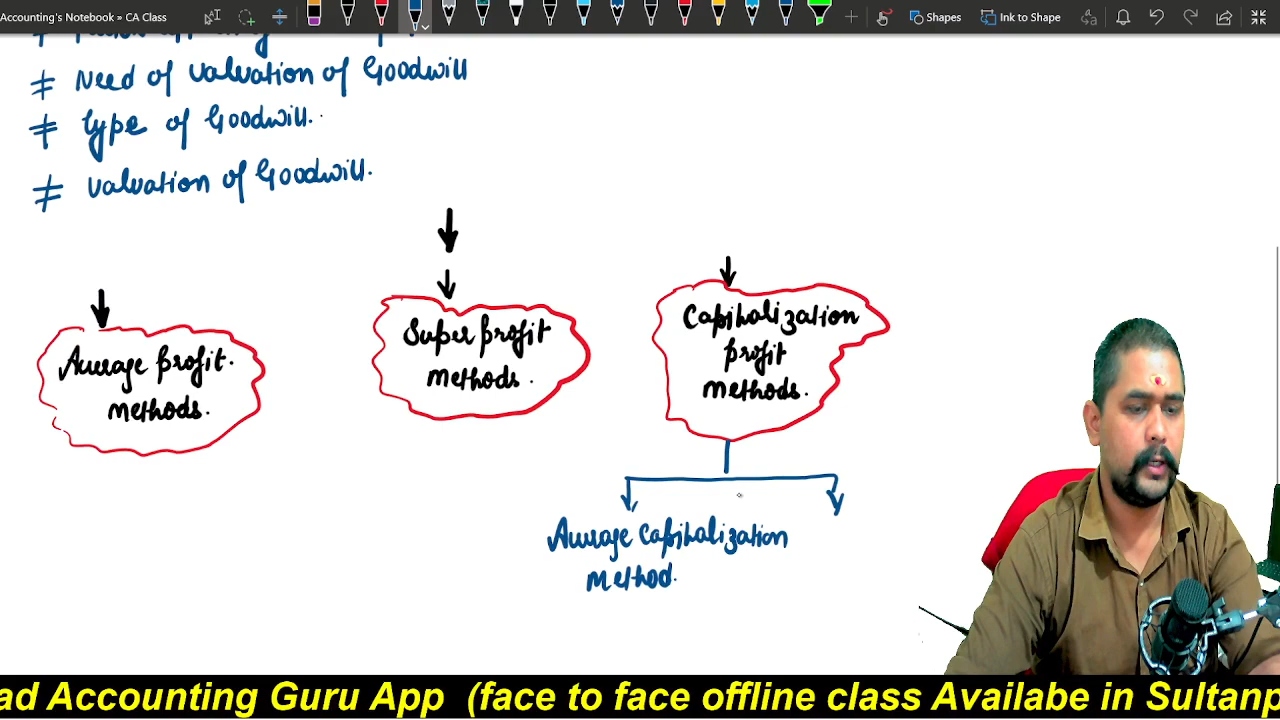 Accounting's Notebook » CA Class
Shapes
Ink to Shape
≠ Need of valuation of Goodwill
≠ Type of Goodwill.
≠ valuation of Goodwill.
Average profit.
methods.
Super profit
methods.
Capitalization
profit
methods.
Average Capitalization
Method.
ad Accounting Guru App (face to face offline class Availabe in Sultanp